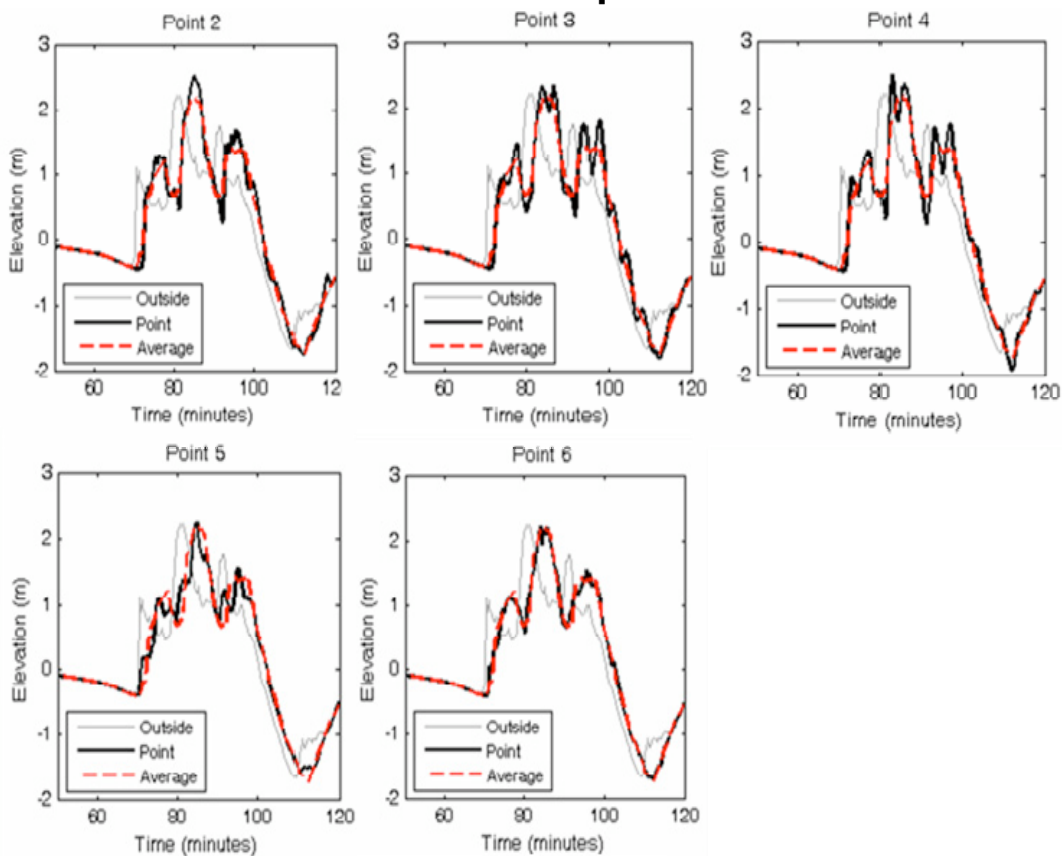 Point 2
3
2
1
0
-1
-2
Elevation (m)
Outside
Point
Average
60
80
100
120
Time (minutes)
Point 3
3
2
1
0
-1
-2
Elevation (m)
Outside
Point
Average
60
80
100
120
Time (minutes)
Point 4
3
2
1
0
-1
-2
Elevation (m)
Outside
Point
Average
60
80
100
120
Time (minutes)
Point 5
3
2
1
0
-1
-2
Elevation (m)
Outside
Point
Average
60
80
100
120
Time (minutes)
Point 6
3
2
1
0
-1
-2
Elevation (m)
Outside
Point
Average
60
80
100
120
Time (minutes)